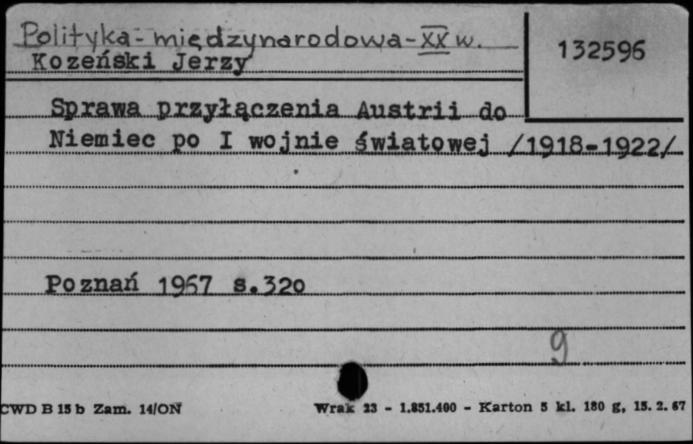 Polityka-międzynarodowa-XX w.
132596
Kozeński Jerzy
Sprawa przyłączenia Austrii do
Niemiec po I wojnie światowej /1918-1922/
Poznań 1967 s.320
9
CWD B 15 b Zam. 14/ON Wrak 23 - 1.851.400 - Karton 5 kl. 180 g, 15. 2. 67